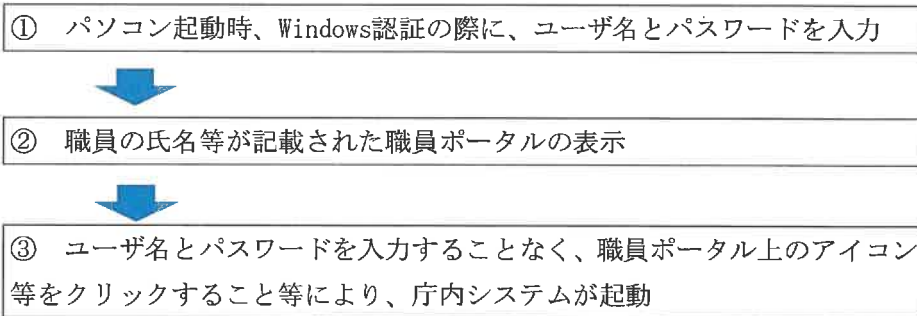 ① パソコン起動時、Windows認証の際に、ユーザ名とパスワードを入力
② 職員の氏名等が記載された職員ポータルの表示
③ ユーザ名とパスワードを入力することなく、職員ポータル上のアイコン
等をクリックすること等により、庁内システムが起動